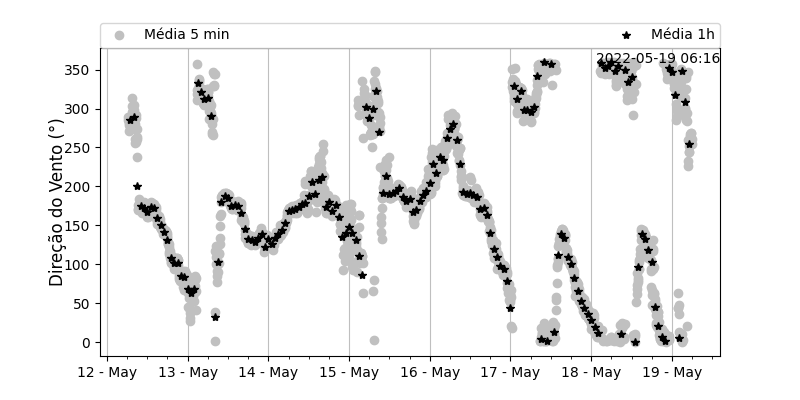 Média 5 min
Média 1h
2022-05-19 06:16
Direção do Vento (°)
350
300
250
200
150
100
50
0
12 - May
13 - May
14 - May
15 - May
16 - May
17 - May
18 - May
19 - May